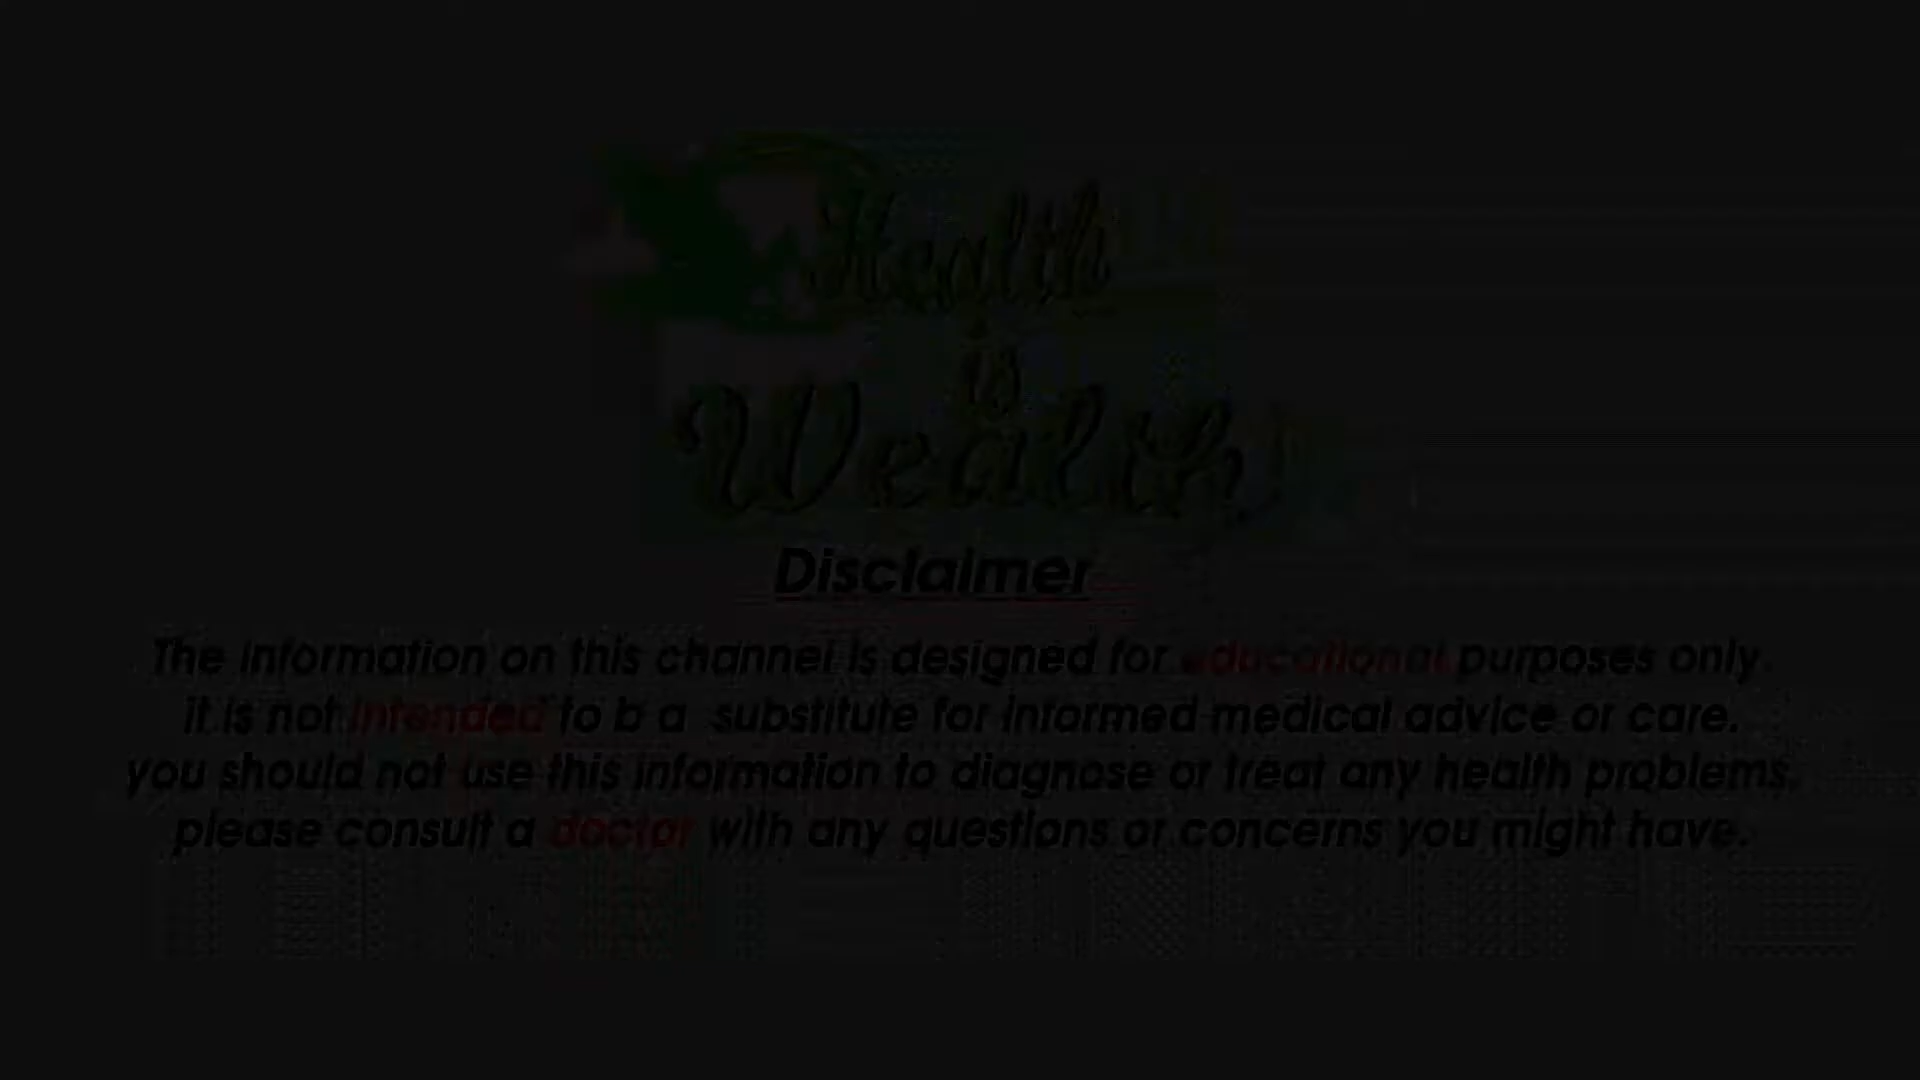 Health
is
Wealth
Disclaimer
The information on this channel is designed for educational purposes only
it is not intended to b a substitute for informed medical advice or care.
you should not use this information to diagnose or treat any health problems.
please consult a doctor with any questions or concerns you might have.